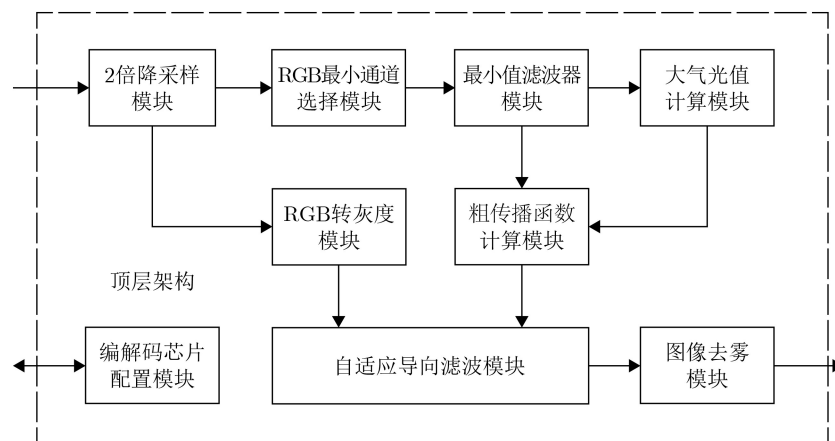 2倍降采样
模块
RGB最小通道
选择模块
最小值滤波器
模块
大气光值
计算模块
RGB转灰度
模块
粗传播函数
计算模块
顶层架构
编解码芯片
配置模块
自适应导向滤波模块
图像去雾
模块